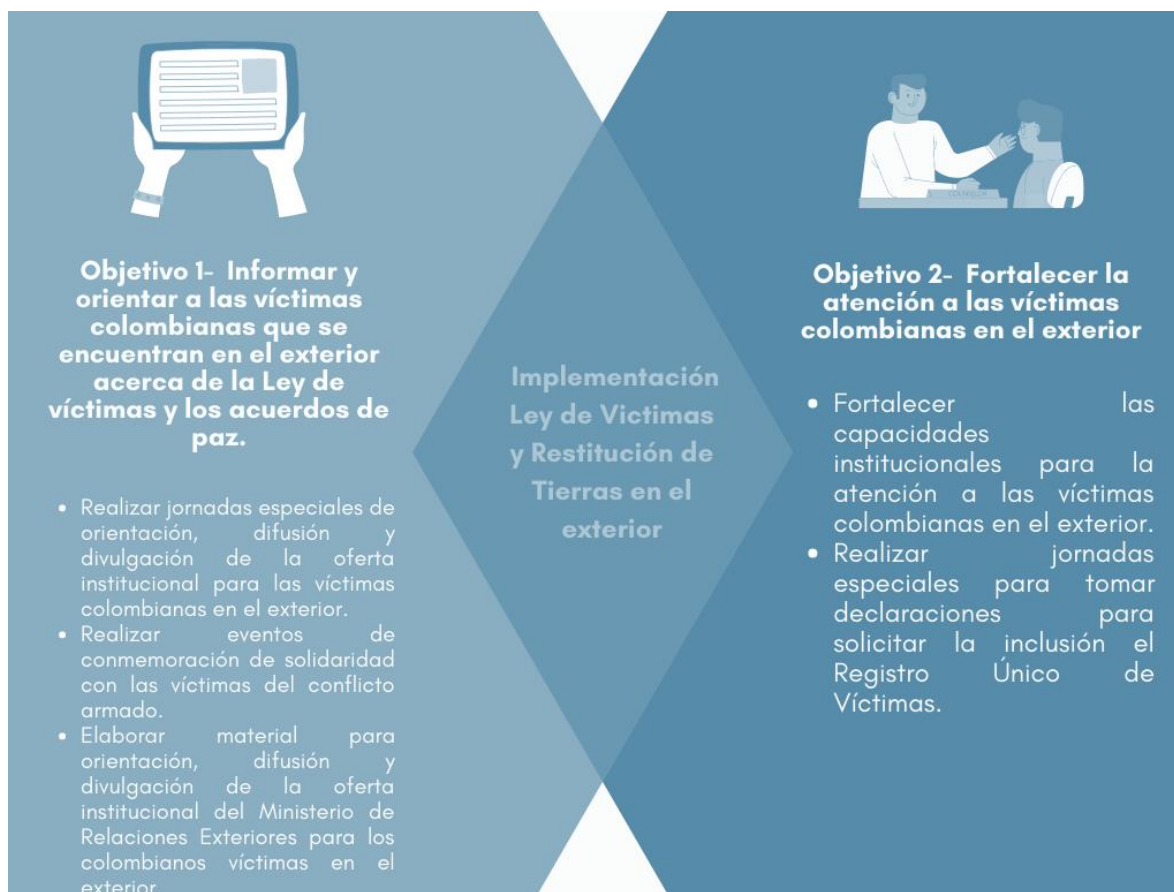 Objetivo 1- Informar y
orientar a las víctimas
colombianas que se
encuentran en el exterior
acerca de la Ley de
víctimas y los acuerdos de
paz.
• Realizar jornadas especiales de
orientación, difusión y
divulgación de la oferta
institucional para las víctimas
colombianas en el exterior.
• Realizar eventos de
conmemoración de solidaridad
con las víctimas del conflicto
armado.
• Elaborar material para
orientación, difusión y
divulgación de la oferta
institucional del Ministerio de
Relaciones Exteriores para los
colombianos víctimas en el
exterior
Implementación
Ley de Victimas
y Restitución de
Tierras en el
exterior
COUNSELOR
Objetivo 2- Fortalecer la
atención a las víctimas
colombianas en el exterior
• Fortalecer las
capacidades
institucionales para la
atención a las víctimas
colombianas en el exterior.
• Realizar jornadas
especiales para tomar
declaraciones para
solicitar la inclusión el
Registro Único de
Víctimas.